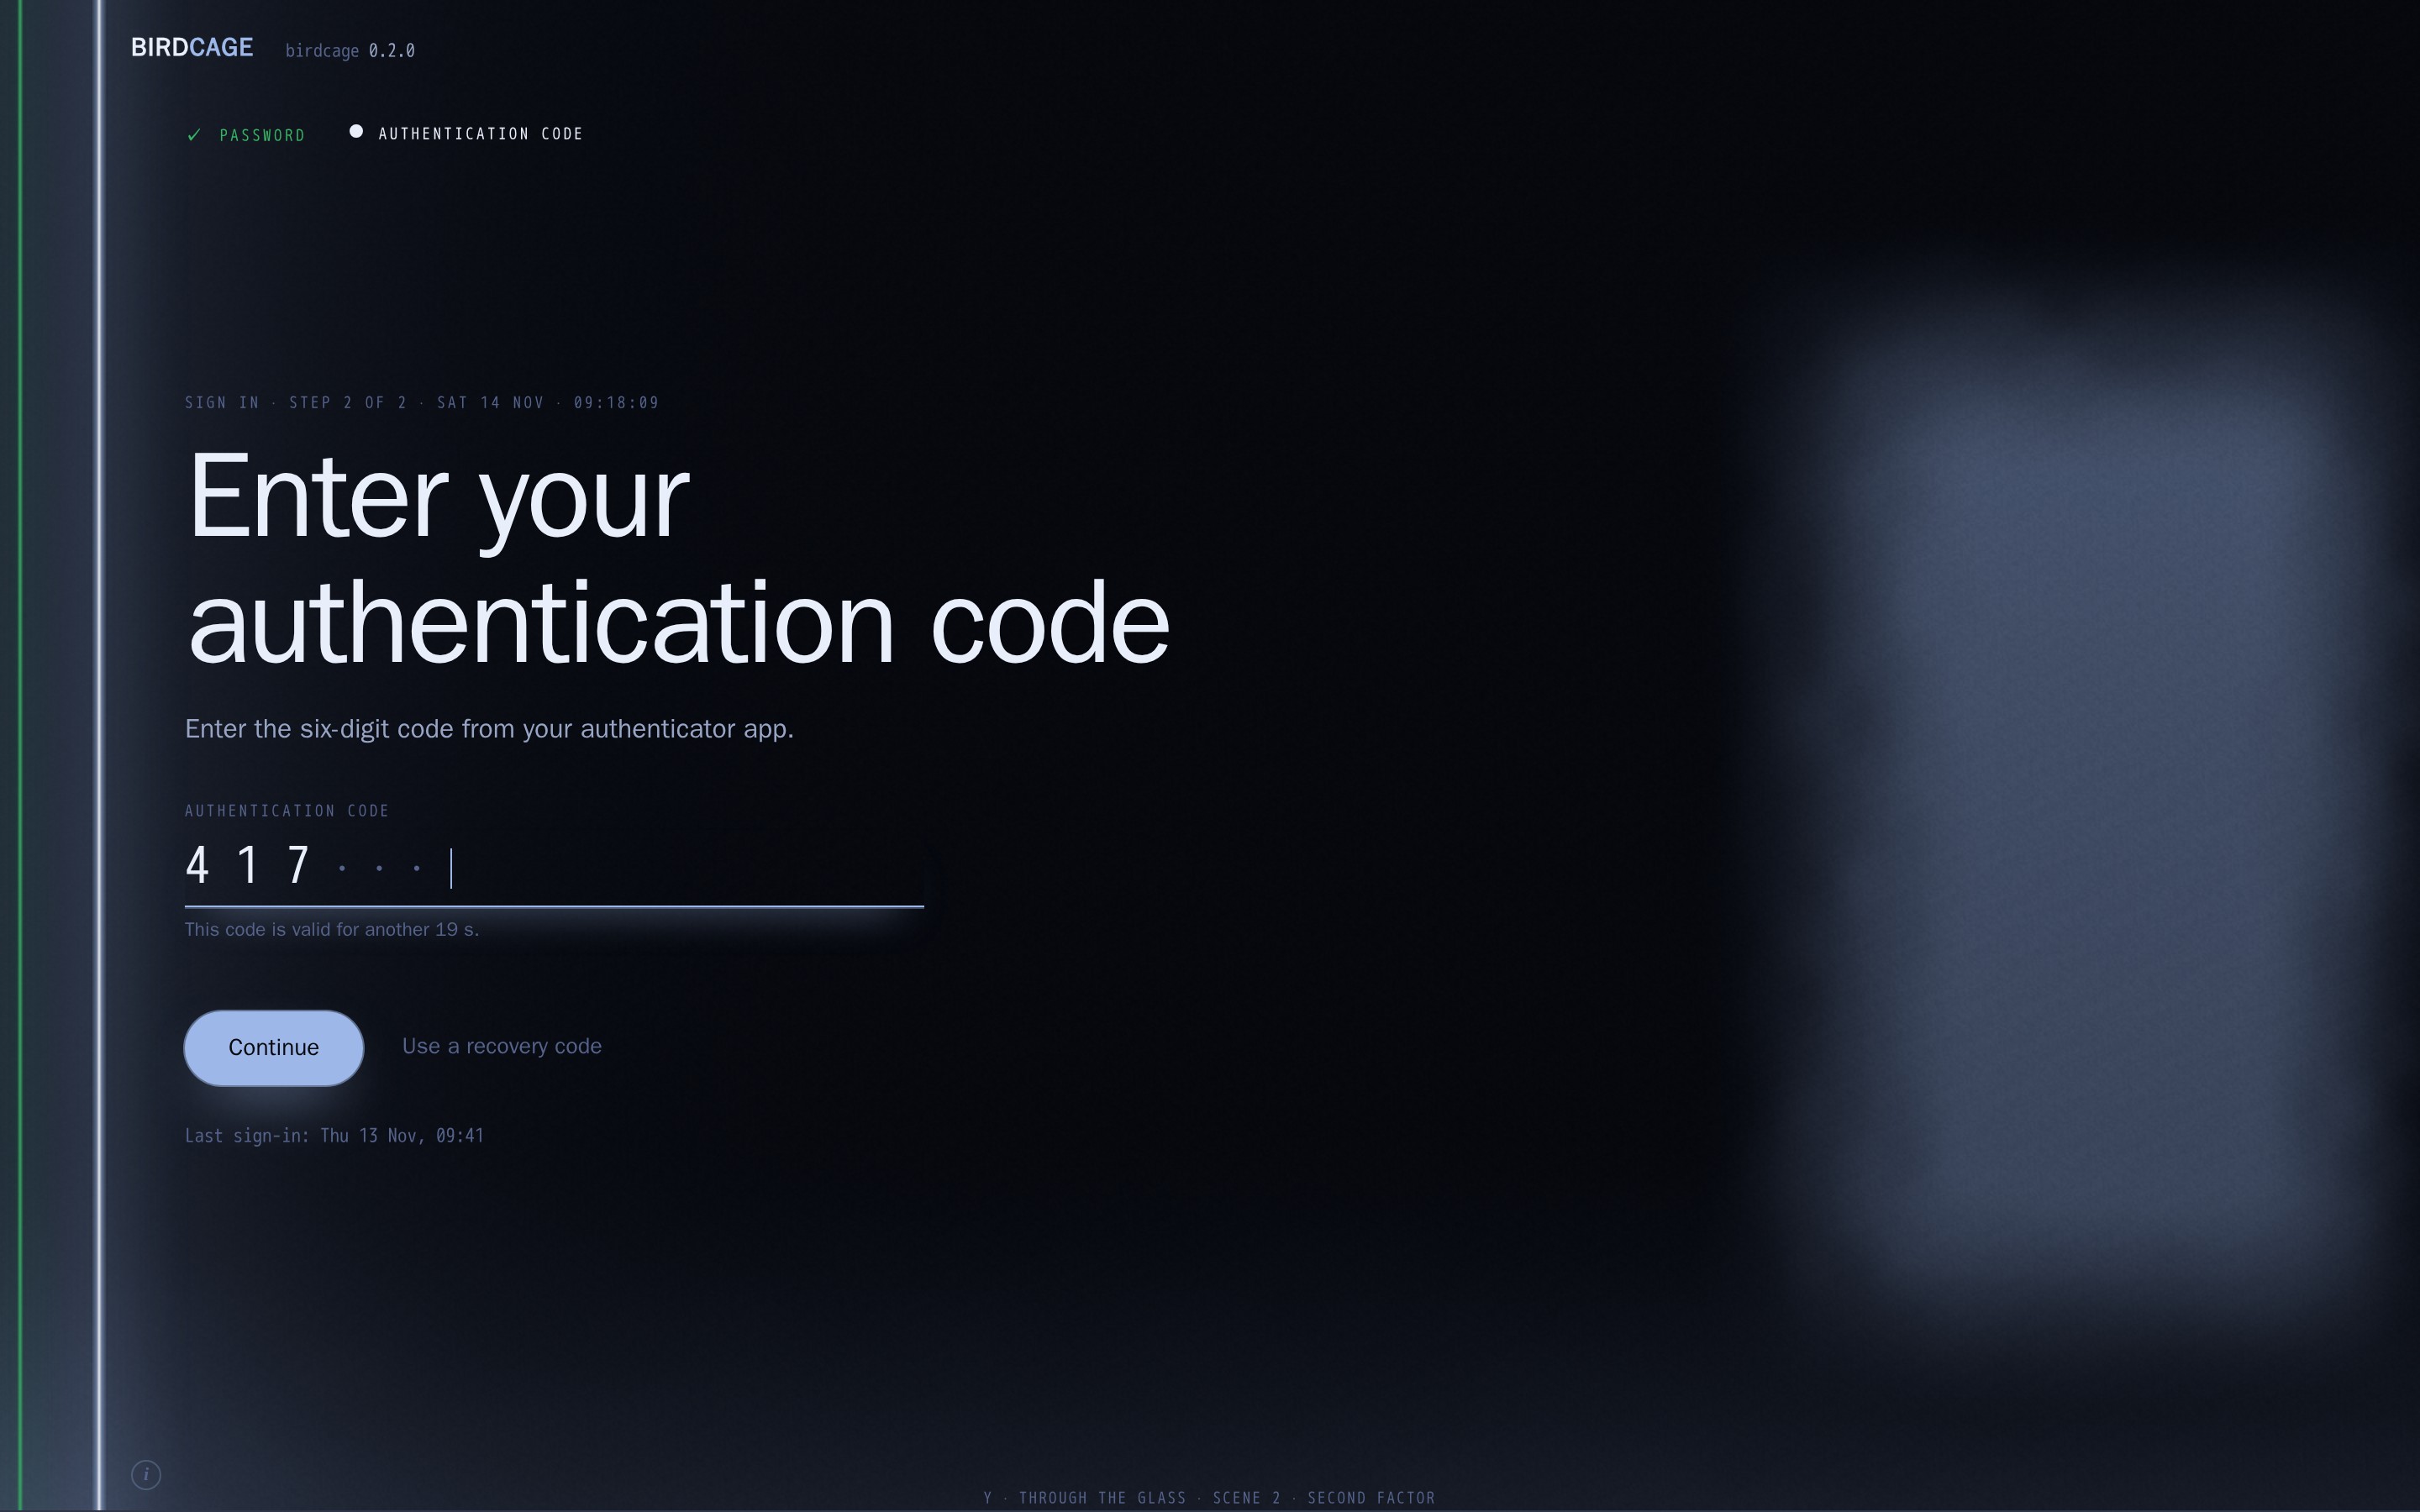 BIRDCAGE birdcage 0.2.0
✓ PASSWORD ● AUTHENTICATION CODE
SIGN IN · STEP 2 OF 2 · SAT 14 NOV · 09:18:09
Enter your
authentication code
Enter the six-digit code from your authenticator app.
AUTHENTICATION CODE
4 1 7 · · ·
This code is valid for another 19 s.
Continue Use a recovery code
Last sign-in: Thu 13 Nov, 09:41
i
Y · THROUGH THE GLASS · SCENE 2 · SECOND FACTOR